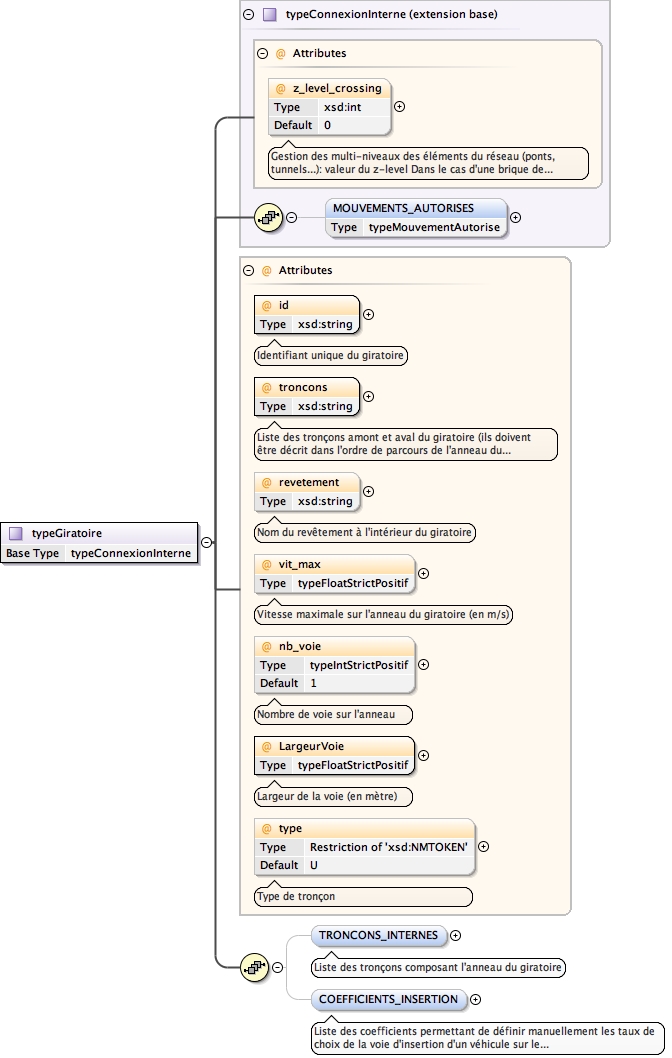 typeConnexionInterne (extension base)
@ Attributes
@ z_level_crossing
Type xsd:int
Default 0
Gestion des multi-niveaux des éléments du réseau (ponts,
tunnels...): valeur du z-level Dans le cas d'une brique de...
MOUVEMENTS_AUTORISES
Type typeMouvementAutorise
@ Attributes
@ id
Type xsd:string
Identifiant unique du giratoire
@ troncons
Type xsd:string
Liste des tronçons amont et aval du giratoire (ils doivent
être décrit dans l'ordre de parcours de l'anneau du...
@ revetement
Type xsd:string
Nom du revêtement à l'intérieur du giratoire
typeGiratoire
Base Type typeConnexionInterne
@ vit_max
Type typeFloatStrictPositif
Vitesse maximale sur l'anneau du giratoire (en m/s)
@ nb_voie
Type typeIntStrictPositif
Default 1
Nombre de voie sur l'anneau
@ LargeurVoie
Type typeFloatStrictPositif
Largeur de la voie (en mètre)
@ type
Type Restriction of 'xsd:NMTOKEN'
Default U
Type de tronçon
TRONCONS_INTERNES
Liste des tronçons composant l'anneau du giratoire
COEFFICIENTS_INSERTION
Liste des coefficients permettant de définir manuellement les taux de
choix de la voie d'insertion d'un véhicule sur le...